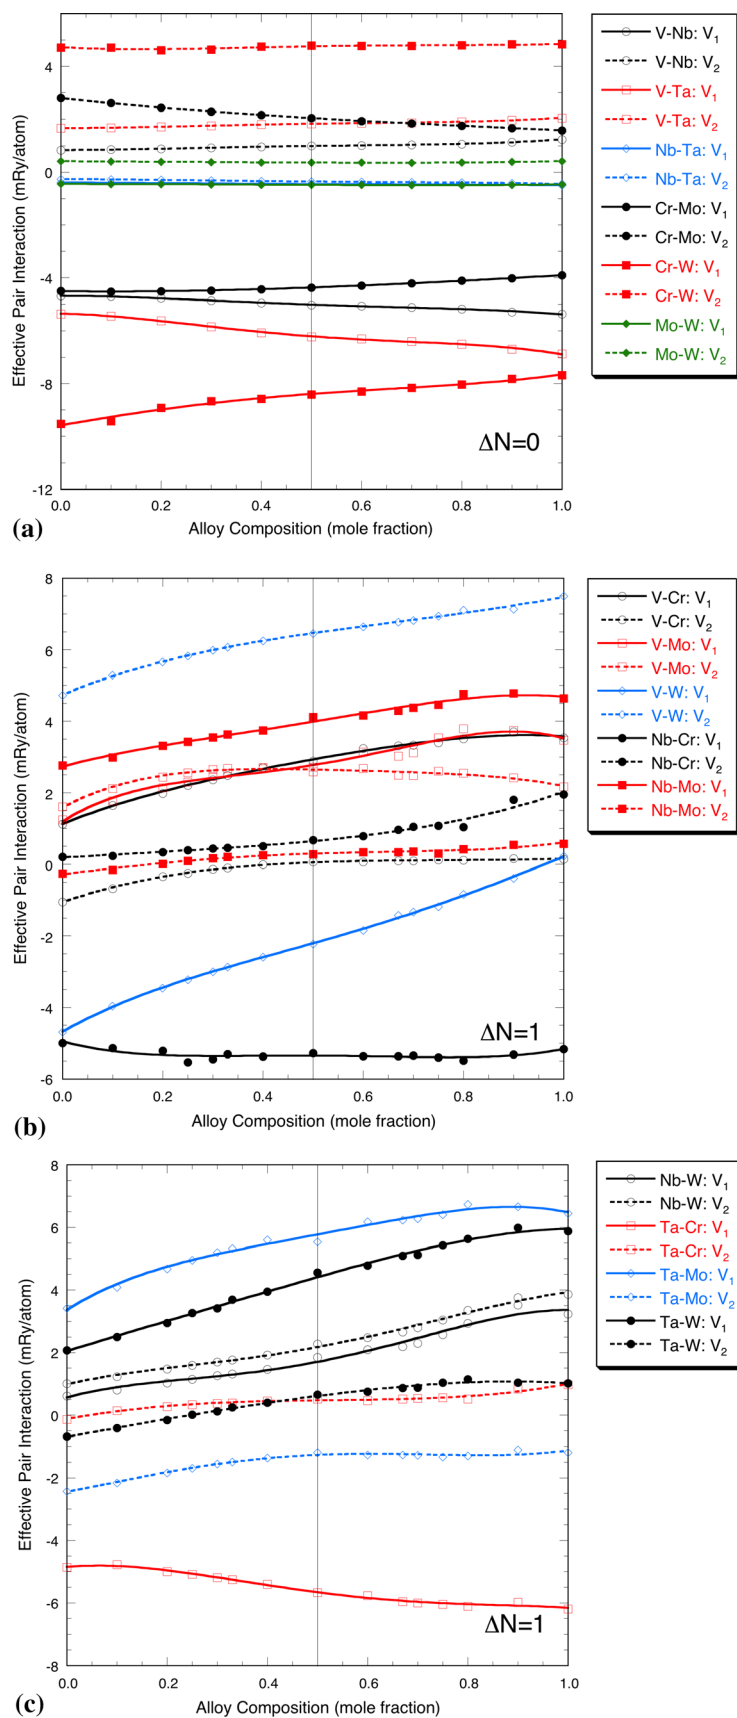 4
0
-4
-8
-12
0.0 0.2 0.4 0.6 0.8 1.0
Effective Pair Interaction (mRy/atom)
Alloy Composition (mole fraction)
ΔN=0
(a)
V-Nb: V1
V-Nb: V2
V-Ta: V1
V-Ta: V2
Nb-Ta: V1
Nb-Ta: V2
Cr-Mo: V1
Cr-Mo: V2
Cr-W: V1
Cr-W: V2
Mo-W: V1
Mo-W: V2
8
6
4
2
0
-2
-4
-6
0.0 0.2 0.4 0.6 0.8 1.0
Effective Pair Interaction (mRy/atom)
Alloy Composition (mole fraction)
ΔN=1
(b)
V-Cr: V1
V-Cr: V2
V-Mo: V1
V-Mo: V2
V-W: V1
V-W: V2
Nb-Cr: V1
Nb-Cr: V2
Nb-Mo: V1
Nb-Mo: V2
8
6
4
2
0
-2
-4
-6
-8
0.0 0.2 0.4 0.6 0.8 1.0
Effective Pair Interaction (mRy/atom)
Alloy Composition (mole fraction)
ΔN=1
(c)
Nb-W: V1
Nb-W: V2
Ta-Cr: V1
Ta-Cr: V2
Ta-Mo: V1
Ta-Mo: V2
Ta-W: V1
Ta-W: V2